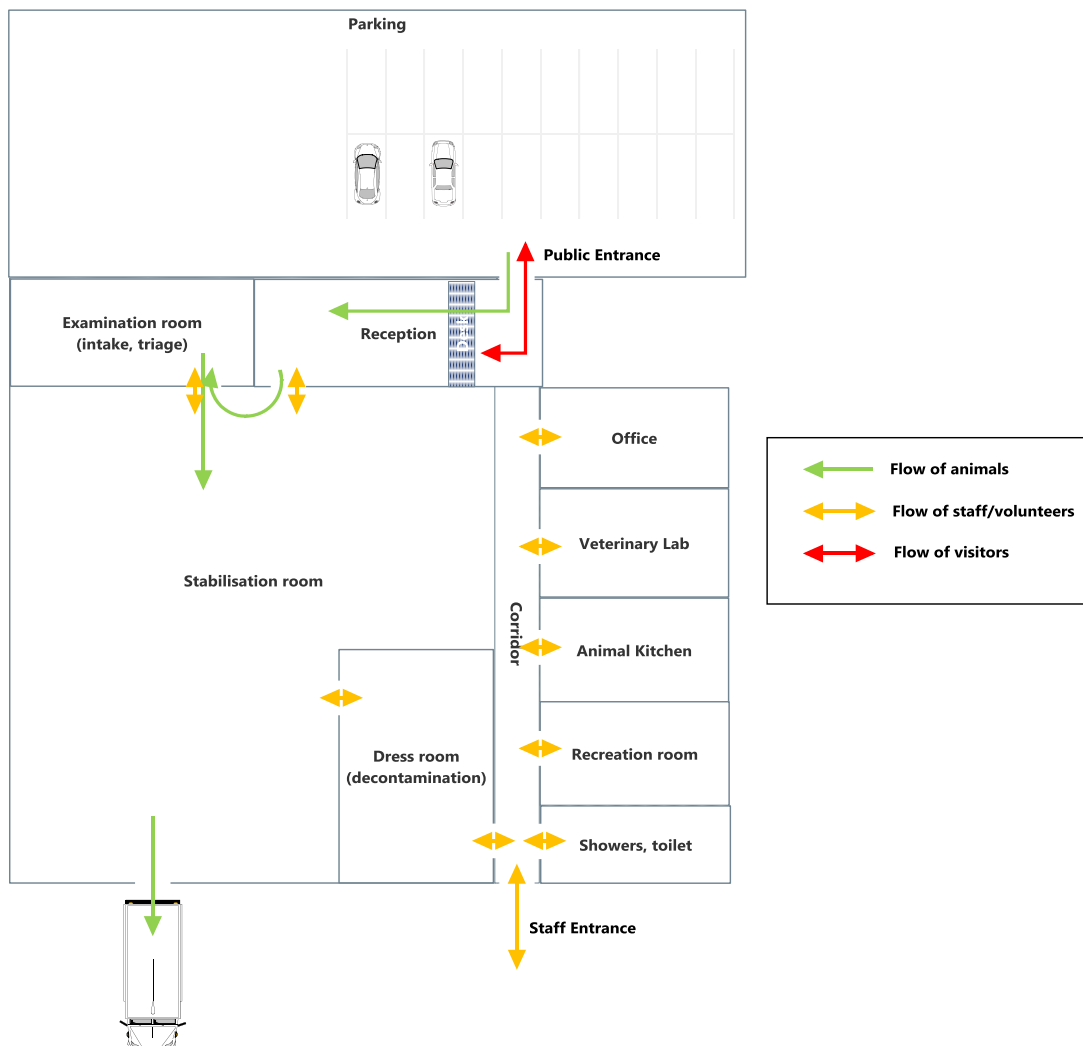 Parking
Public Entrance
Examination room
(intake, triage)
Reception
Office
Flow of animals
Flow of staff/volunteers
Flow of visitors
Veterinary Lab
Stabilisation room
Corridor
Animal Kitchen
Dress room
(decontamination)
Recreation room
Showers, toilet
Staff Entrance